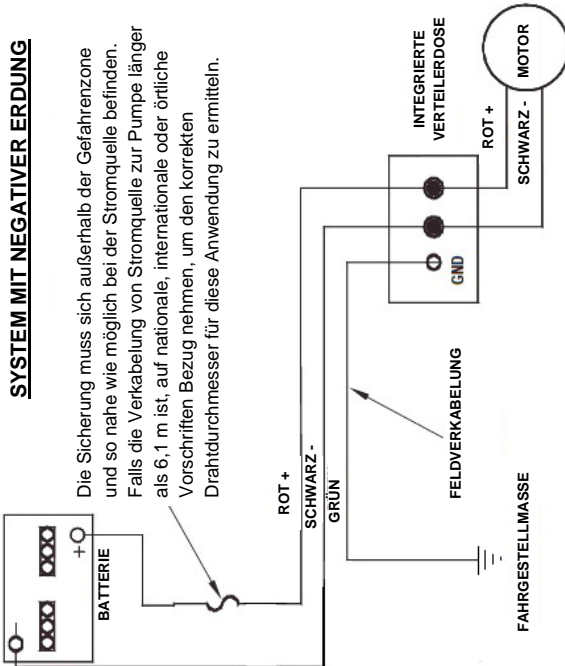 SYSTEM MIT NEGATIVER ERDUNG
Die Sicherung muss sich außerhalb der Gefahrenzone
und so nahe wie möglich bei der Stromquelle befinden.
Falls die Verkabelung von Stromquelle zur Pumpe länger
als 6,1 m ist, auf nationale, internationale oder örtliche
Vorschriften Bezug nehmen, um den korrekten
Drahtdurchmesser für diese Anwendung zu ermitteln.
-
+
BATTERIE
ROT +
SCHWARZ -
GRÜN
FELDVERKABELUNG
FAHRGESTELLMASSE
INTEGRIERTE
VERTEILERDOSE
GND
ROT +
SCHWARZ -
MOTOR